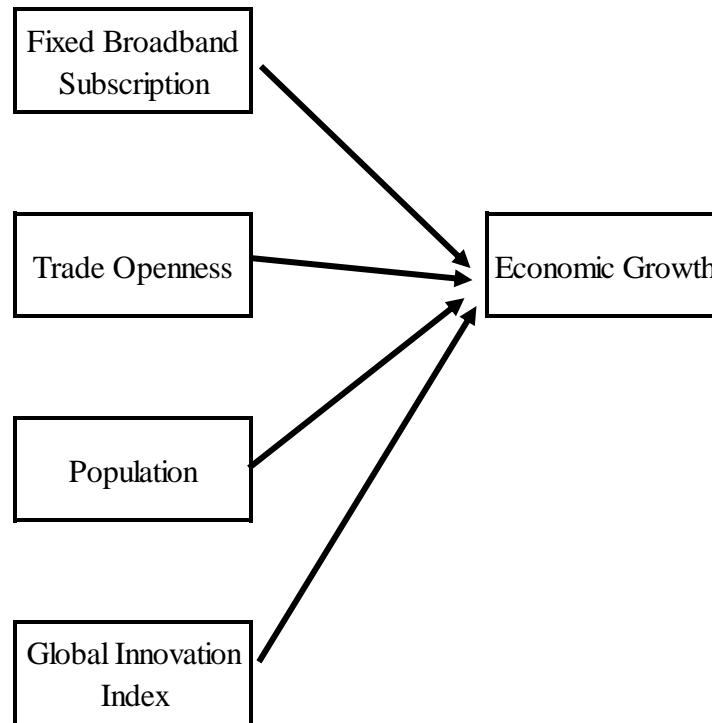 Fixed Broadband
Subscription
Trade Openness
Economic Growth
Population
Global Innovation
Index